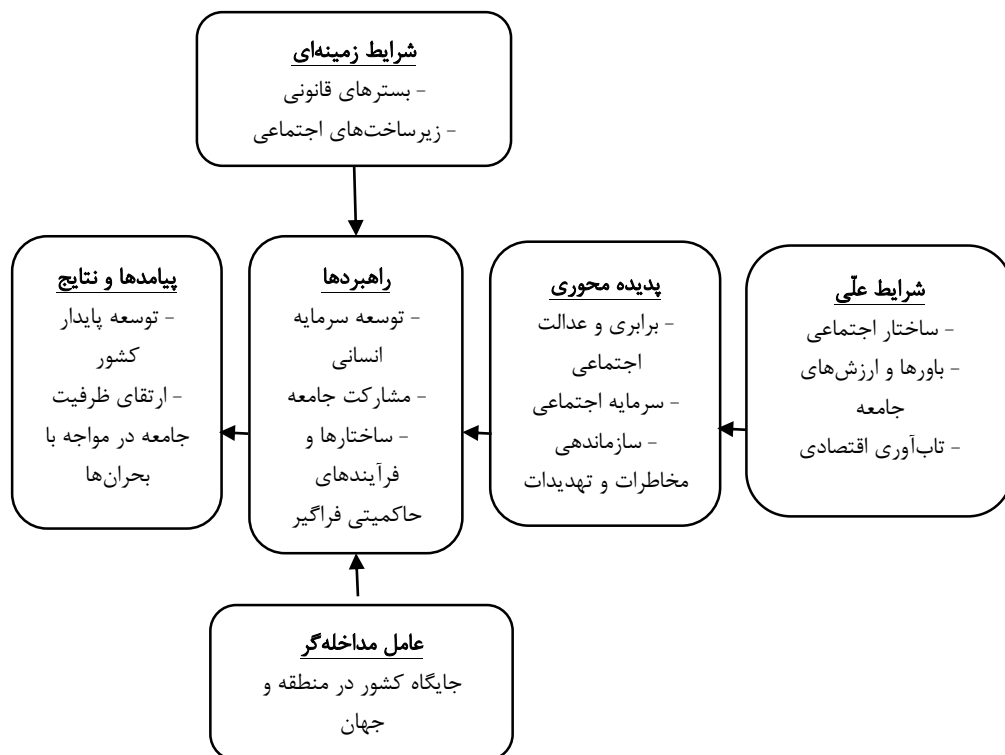 شرایط زمینه‌ای
- بسترهای قانونی
- زیرساخت‌های اجتماعی
شرایط علّی
- ساختار اجتماعی
- باورها و ارزش‌های
جامعه
- تاب‌آوری اقتصادی
پدیده محوری
- برابری و عدالت
اجتماعی
- سرمایه اجتماعی
- سازماندهی
مخاطرات و تهدیدات
راهبردها
- توسعه سرمایه
انسانی
- مشارکت جامعه
- ساختارها و
فرآیندهای
حاکمیتی فراگیر
پیامدها و نتایج
- توسعه پایدار
کشور
- ارتقای ظرفیت
جامعه در مواجه با
بحران‌ها
عامل مداخله‌گر
جایگاه کشور در منطقه و
جهان